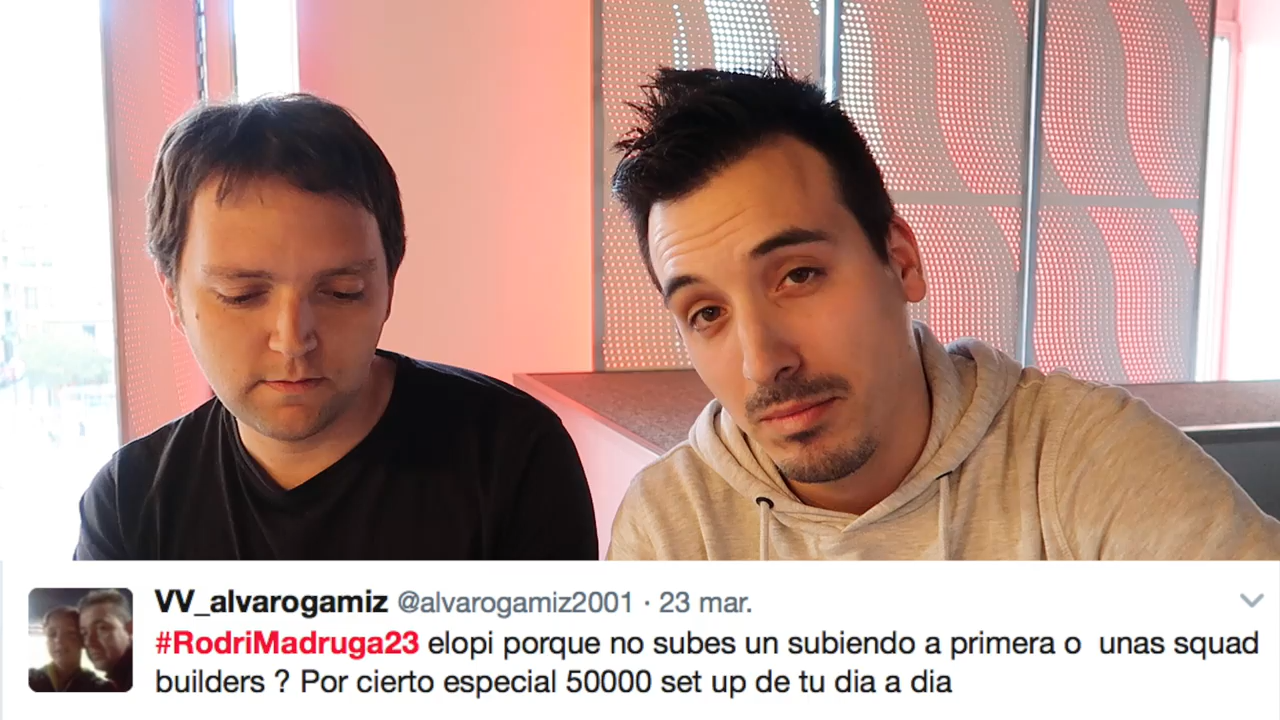 VV_alvarogamiz @alvarogamiz2001 · 23 mar.
#RodriMadruga23 elopi porque no subes un subiendo a primera o unas squad
builders ? Por cierto especial 50000 set up de tu dia a dia